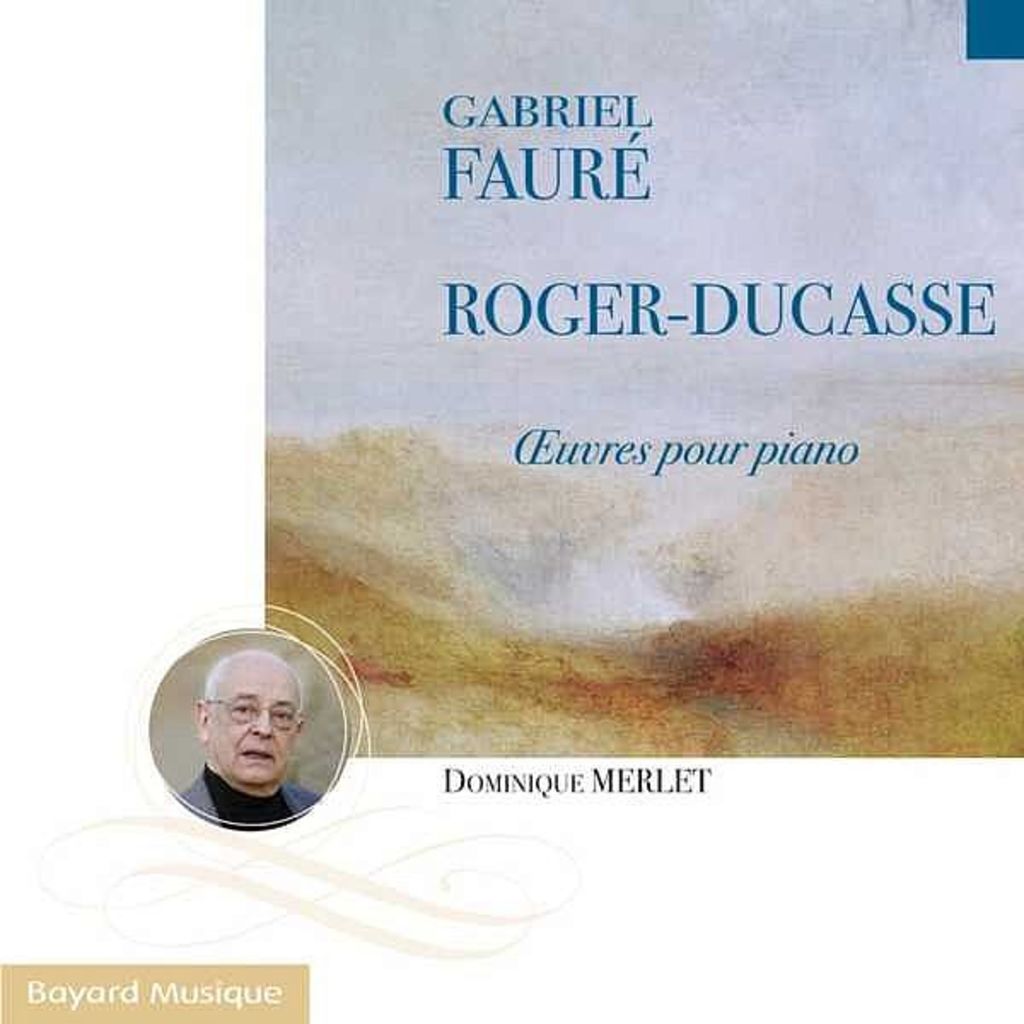 GABRIEL
FAURÉ
ROGER-DUCASSE
Œuvres pour piano
DOMINIQUE MERLET
Bayard Musique